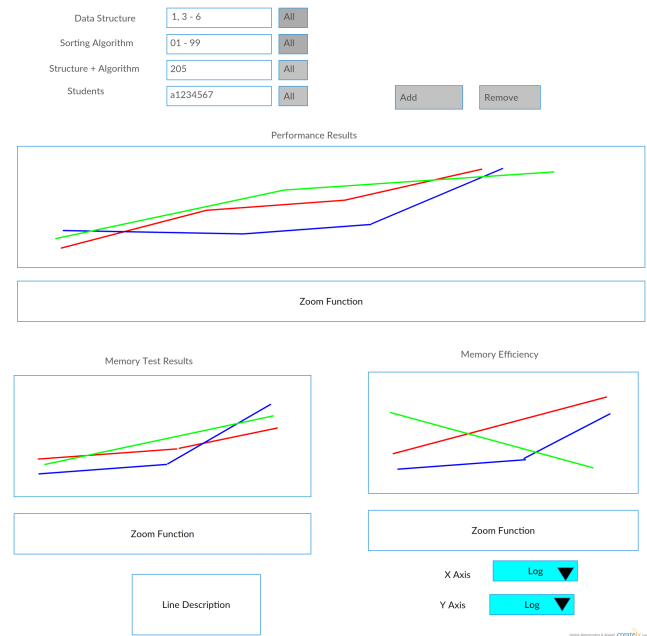 Data Structure 1, 3 - 6 All
Sorting Algorithm 01 - 99 All
Structure + Algorithm 205 All
Students a1234567 All
Add Remove
Performance Results
Zoom Function
Memory Test Results
Memory Efficiency
Zoom Function
Zoom Function
X Axis Log
Y Axis Log
Line Description
creately